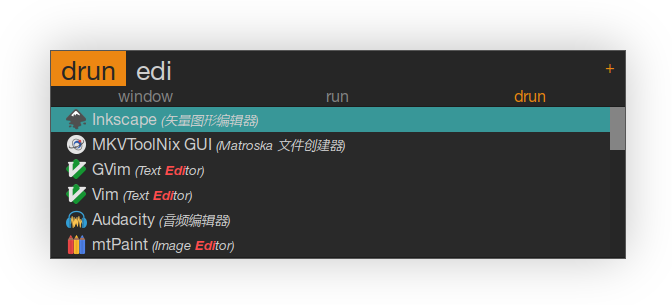 drun edi +
window run drun
Inkscape (矢量图形编辑器)
MKVToolNix GUI (Matroska 文件创建器)
GVim (Text Editor)
Vim (Text Editor)
Audacity (音频编辑器)
mtPaint (Image Editor)